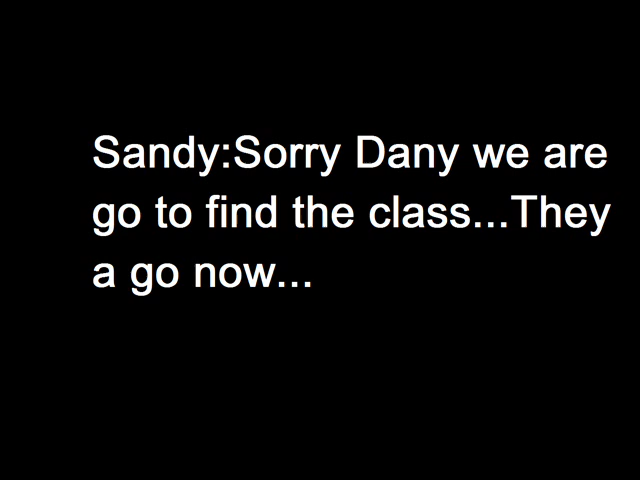 Sandy:Sorry Dany we are
go to find the class...They
a go now...